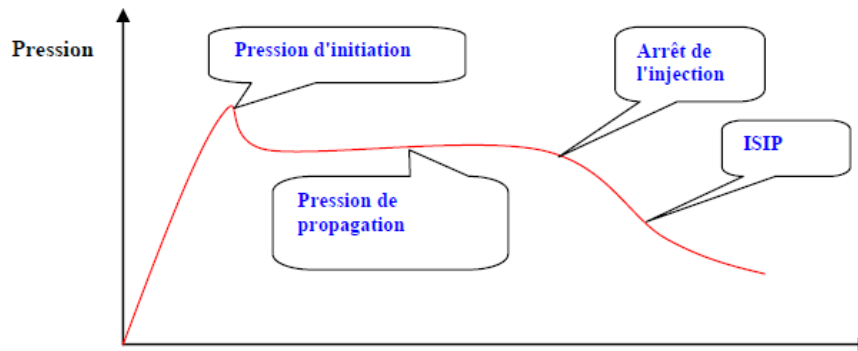 Pression
Pression d'initiation
Arrêt de
l'injection
ISIP
Pression de
propagation